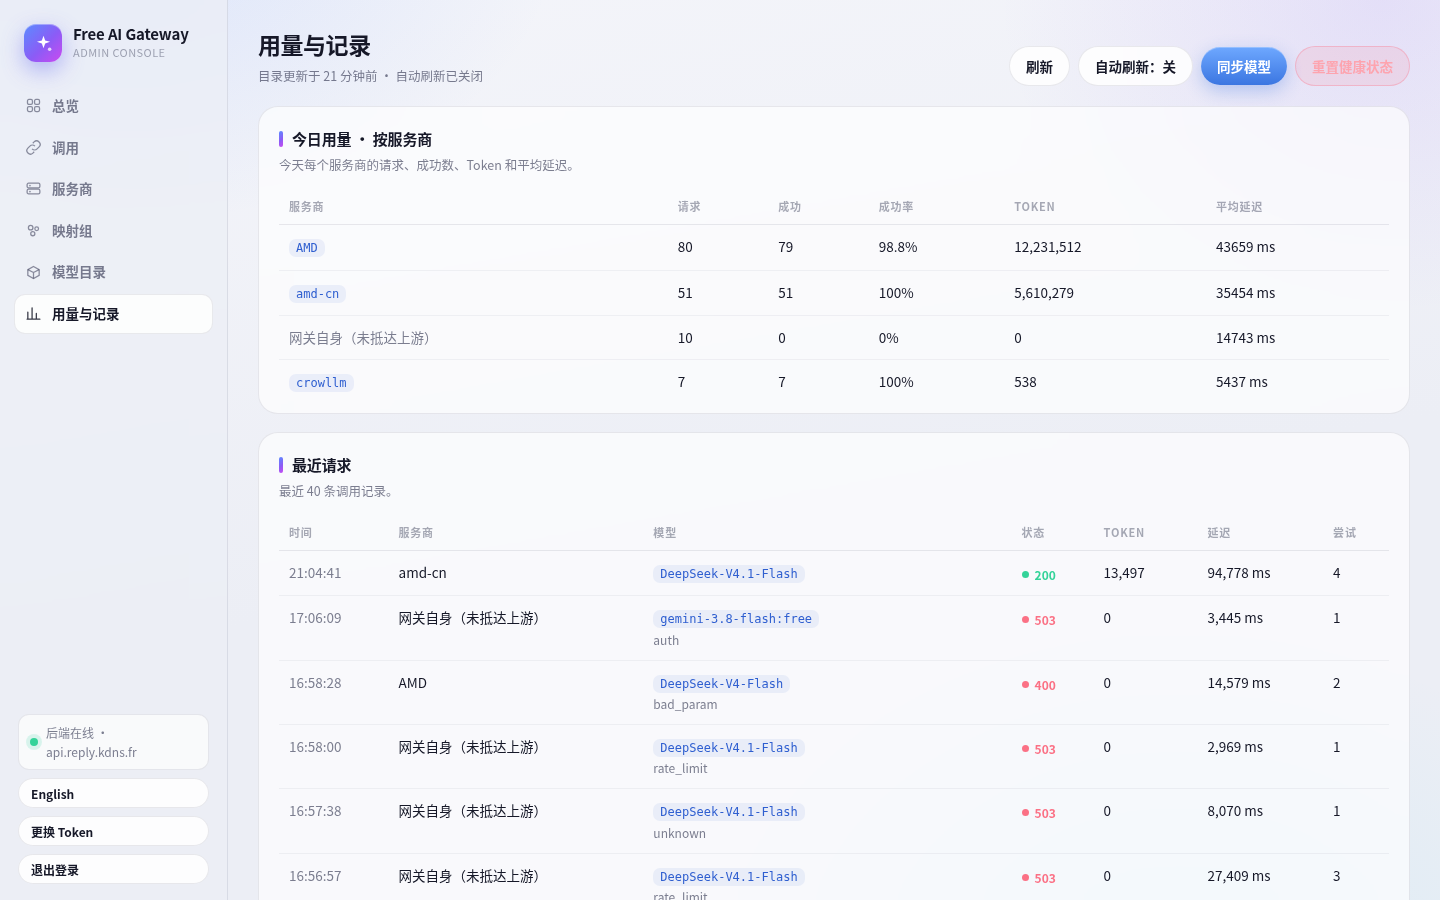 Free AI Gateway
ADMIN CONSOLE
总览
调用
服务商
映射组
模型目录
用量与记录
后端在线 ·
api.reply.kdns.fr
English
更换 Token
退出登录
用量与记录
目录更新于 21 分钟前 · 自动刷新已关闭
刷新
自动刷新：关
同步模型
重置健康状态
今日用量 · 按服务商
今天每个服务商的请求、成功数、Token 和平均延迟。
服务商 请求 成功 成功率 TOKEN 平均延迟
AMD 80 79 98.8% 12,231,512 43659 ms
amd-cn 51 51 100% 5,610,279 35454 ms
网关自身（未抵达上游） 10 0 0% 0 14743 ms
crowllm 7 7 100% 538 5437 ms
最近请求
最近 40 条调用记录。
时间 服务商 模型 状态 TOKEN 延迟 尝试
21:04:41 amd-cn DeepSeek-V4.1-Flash 200 13,497 94,778 ms 4
17:06:09 网关自身（未抵达上游） gemini-3.8-flash:free 503 0 3,445 ms 1
auth
16:58:28 AMD DeepSeek-V4-Flash 400 0 14,579 ms 2
bad_param
16:58:00 网关自身（未抵达上游） DeepSeek-V4.1-Flash 503 0 2,969 ms 1
rate_limit
16:57:38 网关自身（未抵达上游） DeepSeek-V4.1-Flash 503 0 8,070 ms 1
unknown
16:56:57 网关自身（未抵达上游） DeepSeek-V4.1-Flash 503 0 27,409 ms 3
rate_limit